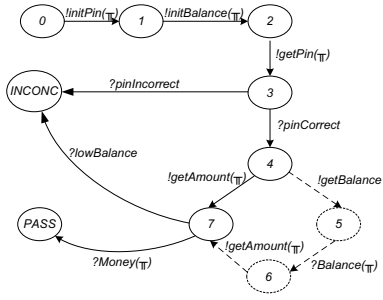 !initPin(╥) !initBalance(╥)
0 1 2
!getPin(╥)
INCONC ?pinIncorrect 3
?pinCorrect
?lowBalance 4
!getAmount(╥) !getBalance
PASS 7 !getAmount(╥) 5
?Money(╥) 6 ?Balance(╥)